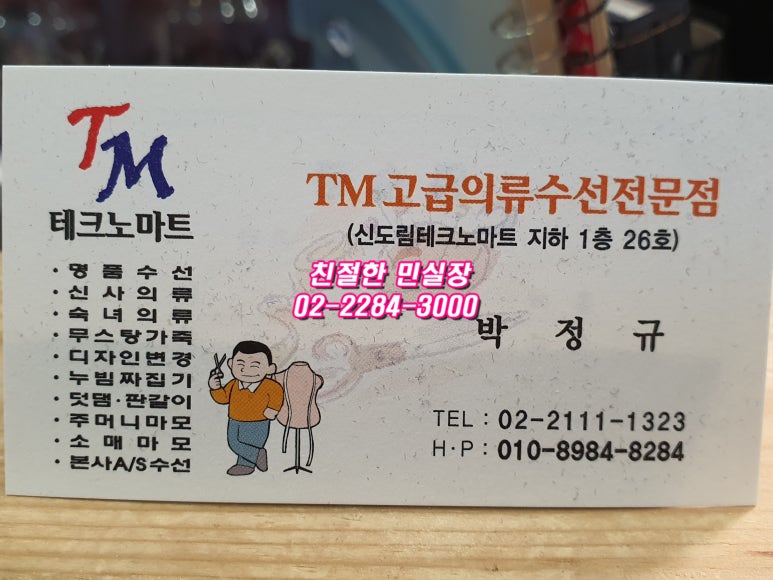 TM
테크노마트
· 명품수선
· 신사의류
· 숙녀의류
· 무스탕가죽
· 디자인변경
· 누빔짜집기
· 덧댐·판갈이
· 주머니마모
· 소매마모
· 본사A/S수선
TM 고급의류수선전문점
(신도림테크노마트 지하 1층 26호)
친절한 민실장
02-2284-3000
박 정 규
TEL : 02-2111-1323
H·P : 010-8984-8284